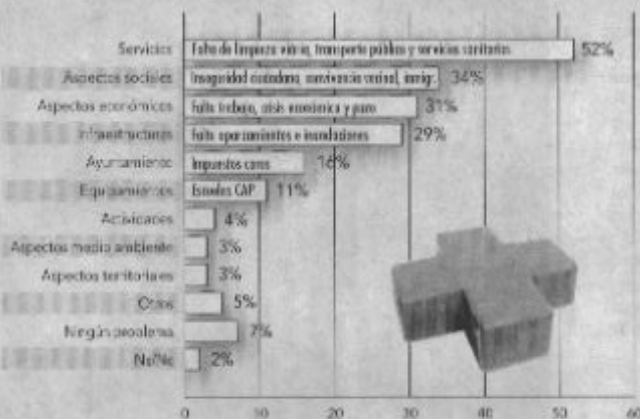 Servicios Falta de limpieza viaria, transporte público y servicios sanitarios 52%
Aspectos sociales Inseguridad ciudadana, convivencia vecinal, inmigr. 34%
Aspectos económicos Falta trabajo, crisis económica y paro 31%
Infraestructuras Falta aparcamientos e inundaciones 29%
Ayuntamiento Impuestos caros 16%
Equipamientos Escuelas CAP 11%
Actividades 4%
Aspectos medio ambiente 3%
Aspectos territoriales 3%
Otros 5%
Ningún problema 7%
Ns/Nc 2%
0 10 20 30 40 50 60